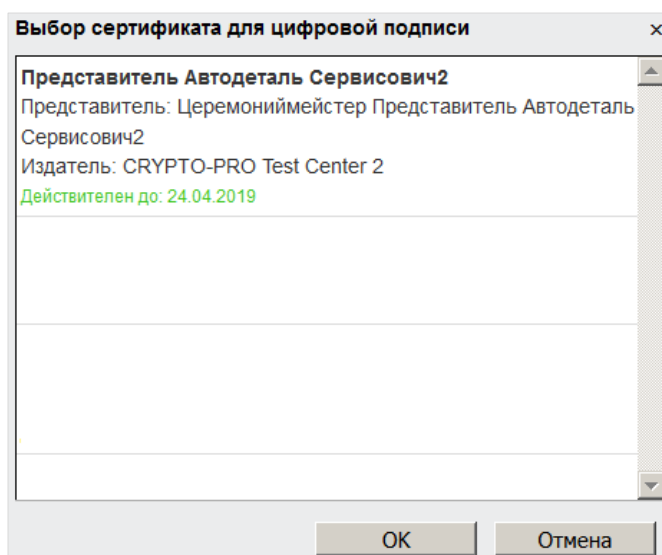 Выбор сертификата для цифровой подписи
Представитель Автодеталь Сервисович2
Представитель: Церемониймейстер Представитель Автодеталь
Сервисович2
Издатель: CRYPTO-PRO Test Center 2
Действителен до: 24.04.2019
OK
Отмена